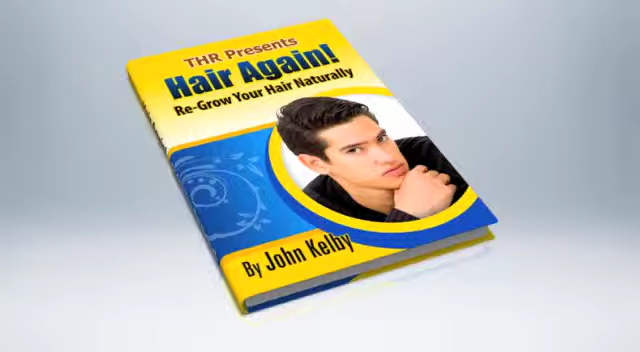 THR Presents
Hair Again!
Re-Grow Your Hair Naturally
By John Kelby